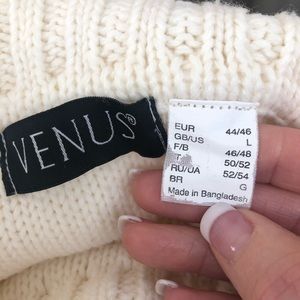 VENUS®
EUR 44/46
GB/US L
F/B 46/48
50/52
RU/UA 52/54
BR G
Made in Bangladesh